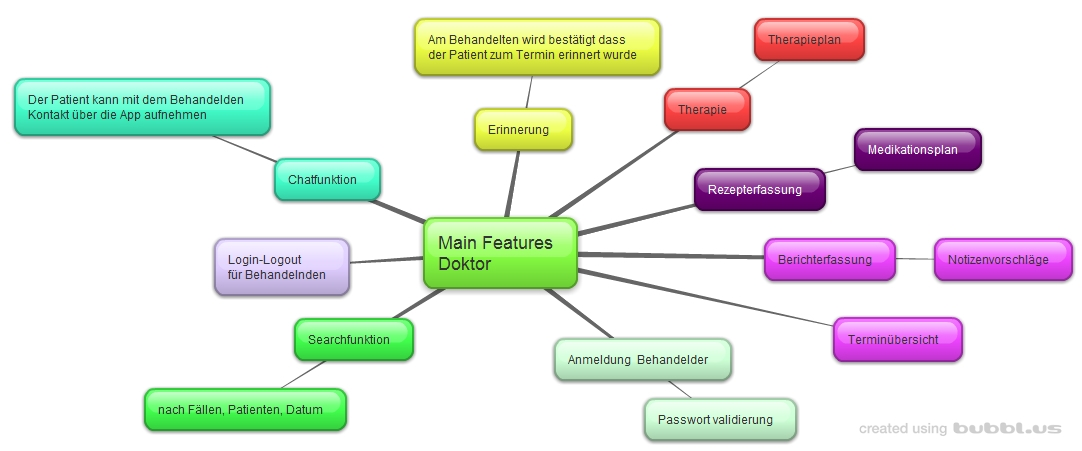 Am Behandelten wird bestätigt dass
der Patient zum Termin erinnert wurde
Therapieplan
Der Patient kann mit dem Behandelden
Kontakt über die App aufnehmen
Therapie
Erinnerung
Medikationsplan
Chatfunktion
Rezepterfassung
Main Features
Doktor
Login-Logout
für Behandelnden
Berichterfassung
Notizenvorschläge
Searchfunktion
Terminübersicht
Anmeldung Behandelder
nach Fällen, Patienten, Datum
Passwort validierung
created using bubbl.us